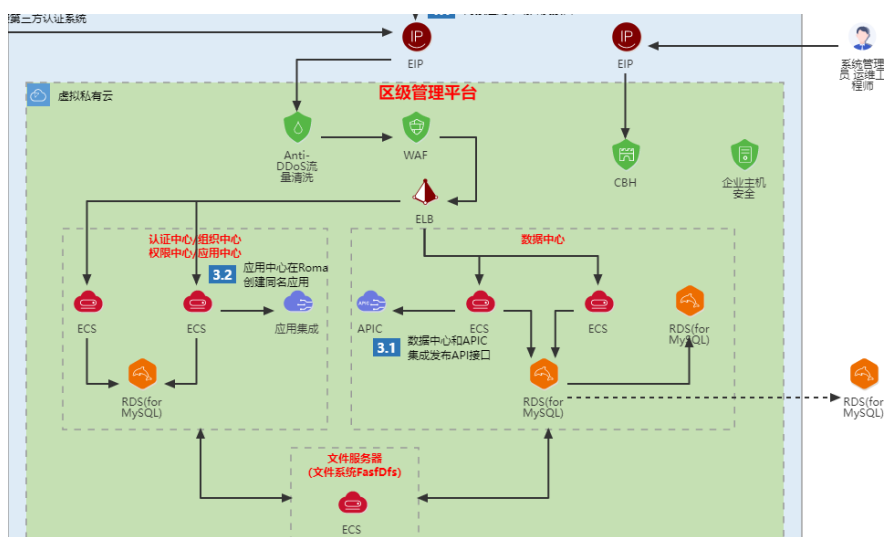 第三方认证系统
EIP
EIP
系统管理
员 运维工
程师
虚拟私有云
区级管理平台
Anti-
DDoS流
量清洗
WAF
CBH
企业主机
安全
ELB
认证中心/组织中心
权限中心/应用中心
数据中心
3.2
应用中心在Roma
创建同名应用
ECS
ECS
应用集成
APIC
ECS
ECS
RDS(for
MySQL)
3.1
数据中心和APIC
集成发布API接口
RDS(for
MySQL)
RDS(for
MySQL)
RDS(for
MySQL)
文件服务器
(文件系统FasfDfs)
ECS